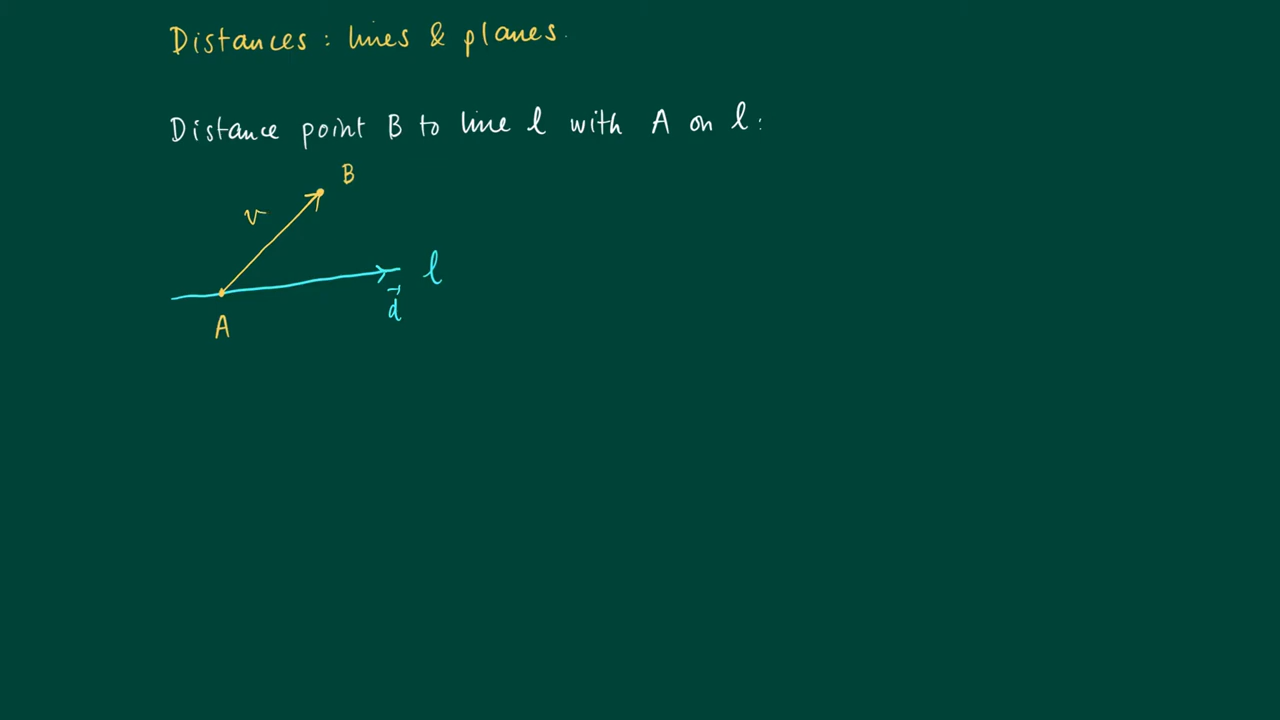 Distances: lines & planes.
Distance point B to line l with A on l:
B
v
l
d⃗
A